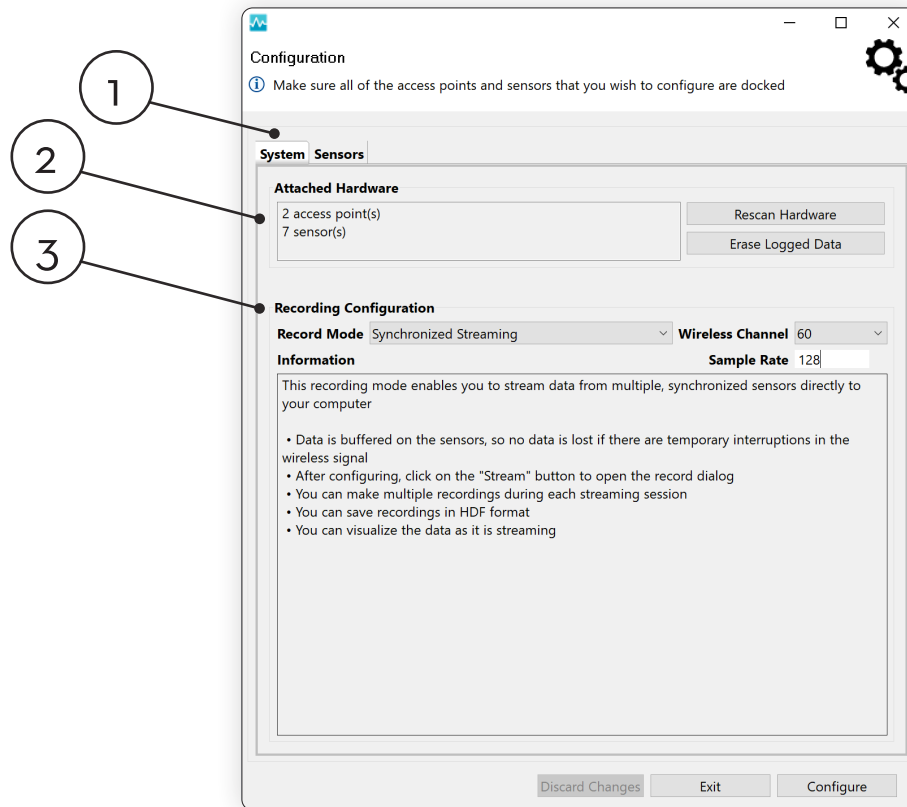 Configuration
Make sure all of the access points and sensors that you wish to configure are docked
1
System Sensors
2
Attached Hardware
2 access point(s)
7 sensor(s)
Rescan Hardware
Erase Logged Data
3
Recording Configuration
Record Mode Synchronized Streaming Wireless Channel 60
Information Sample Rate 128
This recording mode enables you to stream data from multiple, synchronized sensors directly to
your computer
• Data is buffered on the sensors, so no data is lost if there are temporary interruptions in the
wireless signal
• After configuring, click on the "Stream" button to open the record dialog
• You can make multiple recordings during each streaming session
• You can save recordings in HDF format
• You can visualize the data as it is streaming
Discard Changes Exit Configure